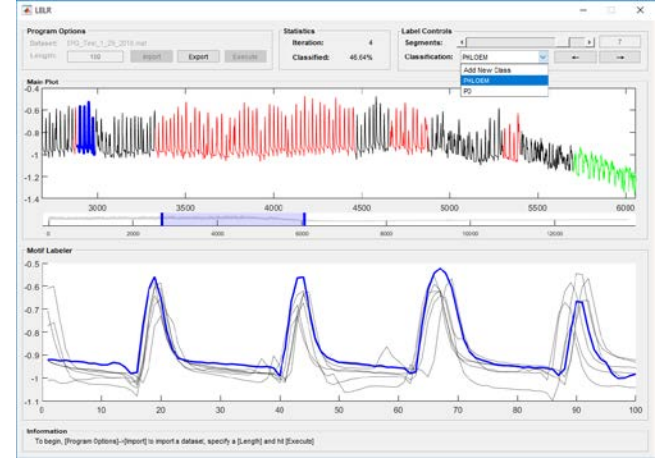 LBLR
Program Options
Dataset: EPG_Test_1_29_2018.mat
Length: 100 Import Export Execute
Statistics
Iteration: 4
Classified: 46.64%
Label Controls
Segments: 7
Classification: PHLOEM
Add New Class
PHLOEM
PD
Main Plot
-0.4
-0.6
-0.8
-1
-1.2
-1.4
3000 3500 4000 4500 5000 5500 6000
0 2000 4000 6000 8000 10000 12000
Motif Labeler
-0.5
-0.6
-0.7
-0.8
-0.9
-1
-1.1
0 10 20 30 40 50 60 70 80 90 100
Information
To begin, [Program Options]->[Import] to import a dataset, specify a [Length] and hit [Execute]